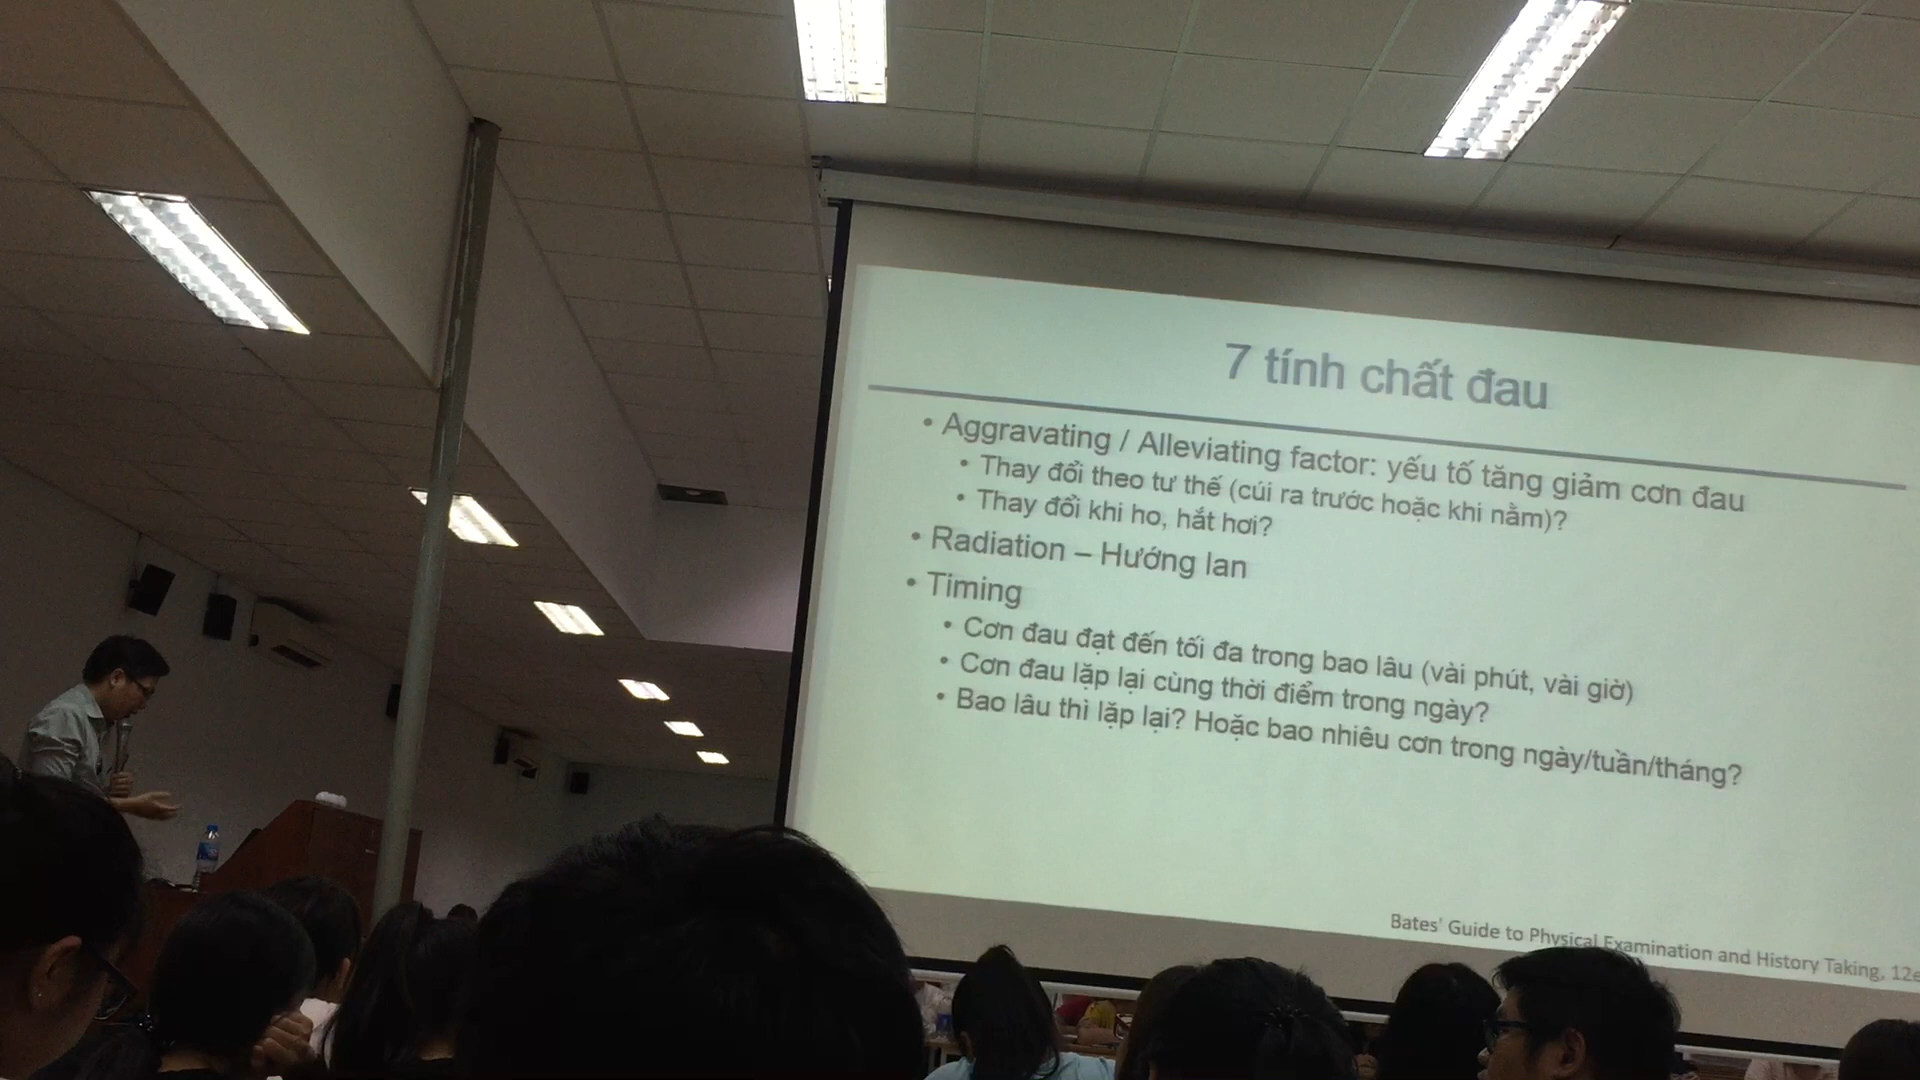 7 tính chất đau
• Aggravating / Alleviating factor: yếu tố tăng giảm cơn đau
• Thay đổi theo tư thế (cúi ra trước hoặc khi nằm)?
• Thay đổi khi ho, hắt hơi?
• Radiation – Hướng lan
• Timing
• Cơn đau đạt đến tối đa trong bao lâu (vài phút, vài giờ)
• Cơn đau lặp lại cùng thời điểm trong ngày?
• Bao lâu thì lặp lại? Hoặc bao nhiêu cơn trong ngày/tuần/tháng?
Bates' Guide to Physical Examination and History Taking, 12e